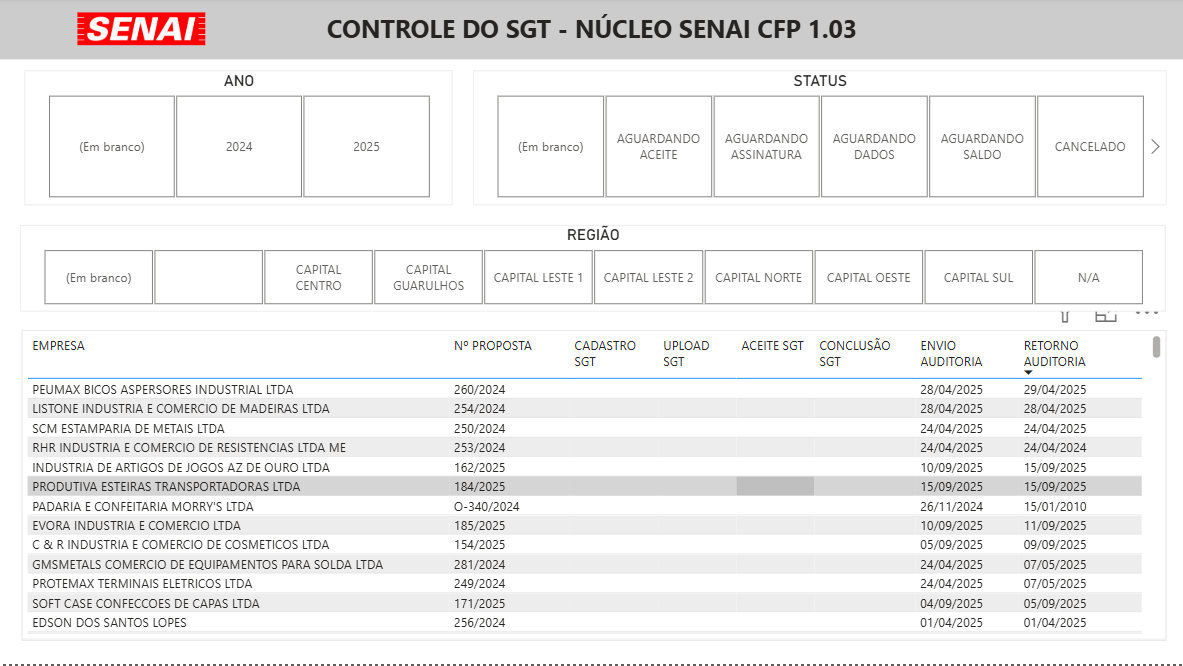 SENAI
CONTROLE DO SGT - NÚCLEO SENAI CFP 1.03
ANO
(Em branco) 2024 2025
STATUS
(Em branco) AGUARDANDO ACEITE AGUARDANDO ASSINATURA AGUARDANDO DADOS AGUARDANDO SALDO CANCELADO
REGIÃO
(Em branco) CAPITAL CENTRO CAPITAL GUARULHOS CAPITAL LESTE 1 CAPITAL LESTE 2 CAPITAL NORTE CAPITAL OESTE CAPITAL SUL N/A
EMPRESA Nº PROPOSTA CADASTRO SGT UPLOAD SGT ACEITE SGT CONCLUSÃO SGT ENVIO AUDITORIA RETORNO AUDITORIA
PEUMAX BICOS ASPERSORES INDUSTRIAL LTDA 260/2024 28/04/2025 29/04/2025
LISTONE INDUSTRIA E COMERCIO DE MADEIRAS LTDA 254/2024 28/04/2025 28/04/2025
SCM ESTAMPARIA DE METAIS LTDA 250/2024 24/04/2025 24/04/2025
RHR INDUSTRIA E COMERCIO DE RESISTENCIAS LTDA ME 253/2024 24/04/2025 24/04/2024
INDUSTRIA DE ARTIGOS DE JOGOS AZ DE OURO LTDA 162/2025 10/09/2025 15/09/2025
PRODUTIVA ESTEIRAS TRANSPORTADORAS LTDA 184/2025 15/09/2025 15/09/2025
PADARIA E CONFEITARIA MORRY'S LTDA O-340/2024 26/11/2024 15/01/2010
EVORA INDUSTRIA E COMERCIO LTDA 185/2025 10/09/2025 11/09/2025
C & R INDUSTRIA E COMERCIO DE COSMETICOS LTDA 154/2025 05/09/2025 09/09/2025
GMSMETALS COMERCIO DE EQUIPAMENTOS PARA SOLDA LTDA 281/2024 24/04/2025 07/05/2025
PROTEMAX TERMINAIS ELETRICOS LTDA 249/2024 24/04/2025 07/05/2025
SOFT CASE CONFECCOES DE CAPAS LTDA 171/2025 04/09/2025 05/09/2025
EDSON DOS SANTOS LOPES 256/2024 01/04/2025 01/04/2025